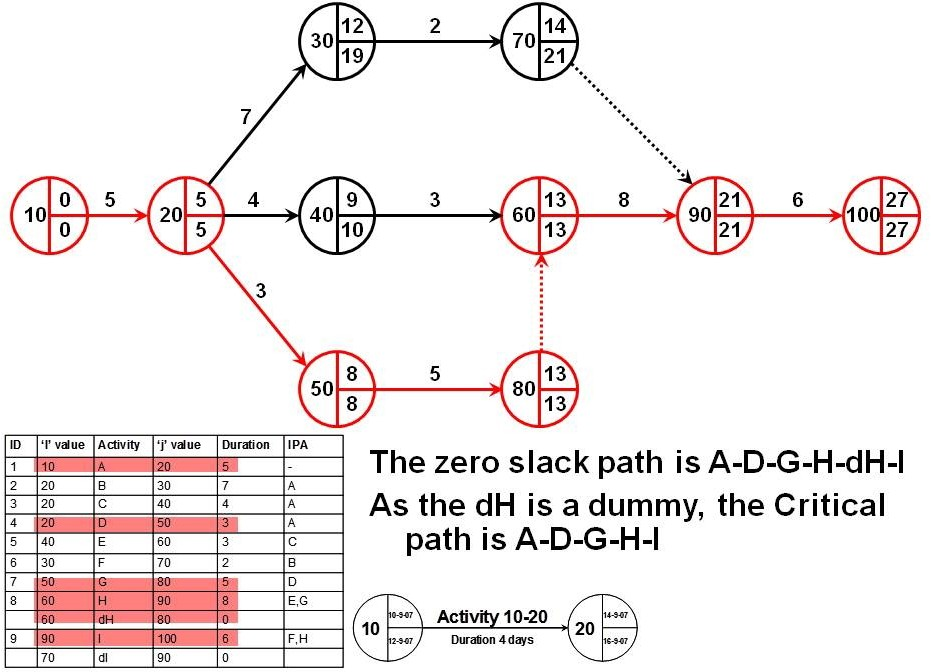 12
2
14
30
70
19
21
7
0
5
5
4
9
3
13
8
21
6
27
10
20
40
60
90
100
0
5
10
13
21
27
3
8
5
13
50
80
8
13
ID 'I' value Activity 'j' value Duration IPA
1 10 A 20 5 -
2 20 B 30 7 A
3 20 C 40 4 A
4 20 D 50 3 A
5 40 E 60 3 C
6 30 F 70 2 B
7 50 G 80 5 D
8 60 H 90 8 E,G
60 dH 80 0
9 90 I 100 6 F,H
70 dI 90 0
The zero slack path is A-D-G-H-dH-I
As the dH is a dummy, the Critical
path is A-D-G-H-I
10-9-07
Activity 10-20
14-9-07
10
20
12-9-07
Duration 4 days
16-9-07